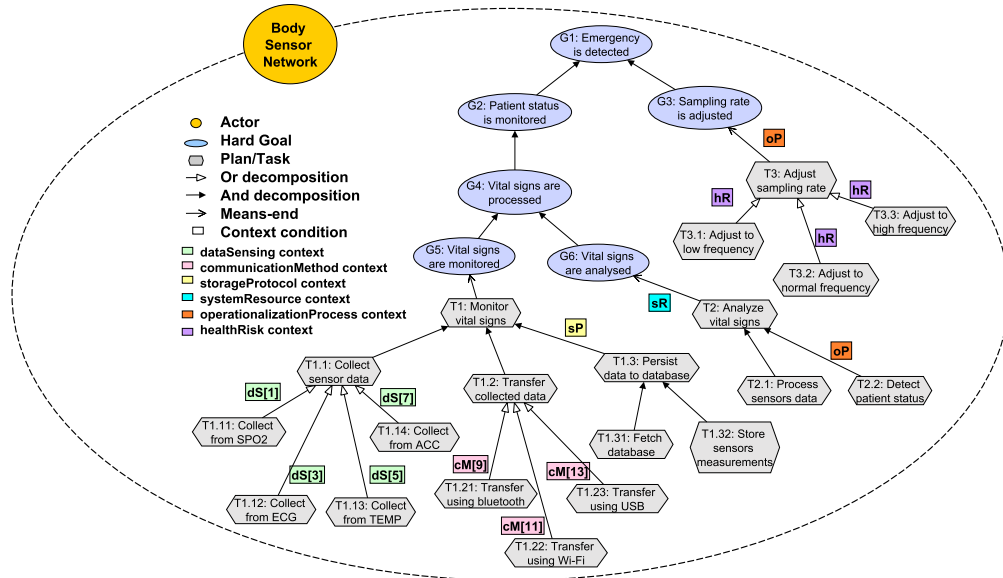 Body
Sensor
Network
G1: Emergency
is detected
G2: Patient status
is monitored
G3: Sampling rate
is adjusted
oP
Actor
Hard Goal
Plan/Task
Or decomposition
And decomposition
Means-end
Context condition
dataSensing context
communicationMethod context
storageProtocol context
systemResource context
operationalizationProcess context
healthRisk context
T3: Adjust
sampling rate
hR
hR
hR
T3.1: Adjust to
low frequency
T3.3: Adjust to
high frequency
T3.2: Adjust to
normal frequency
G4: Vital signs are
processed
G5: Vital signs
are monitored
G6: Vital signs
are analysed
sR
T1: Monitor
vital signs
T2: Analyze
vital signs
sP
oP
T1.1: Collect
sensor data
T1.2: Transfer
collected data
T1.3: Persist
data to database
T2.1: Process
sensors data
T2.2: Detect
patient status
dS[1]
dS[7]
T1.11: Collect
from SPO2
T1.14: Collect
from ACC
T1.31: Fetch
database
T1.32: Store
sensors
measurements
dS[3]
dS[5]
cM[9]
cM[13]
T1.12: Collect
from ECG
T1.13: Collect
from TEMP
T1.21: Transfer
using bluetooth
T1.23: Transfer
using USB
cM[11]
T1.22: Transfer
using Wi-Fi